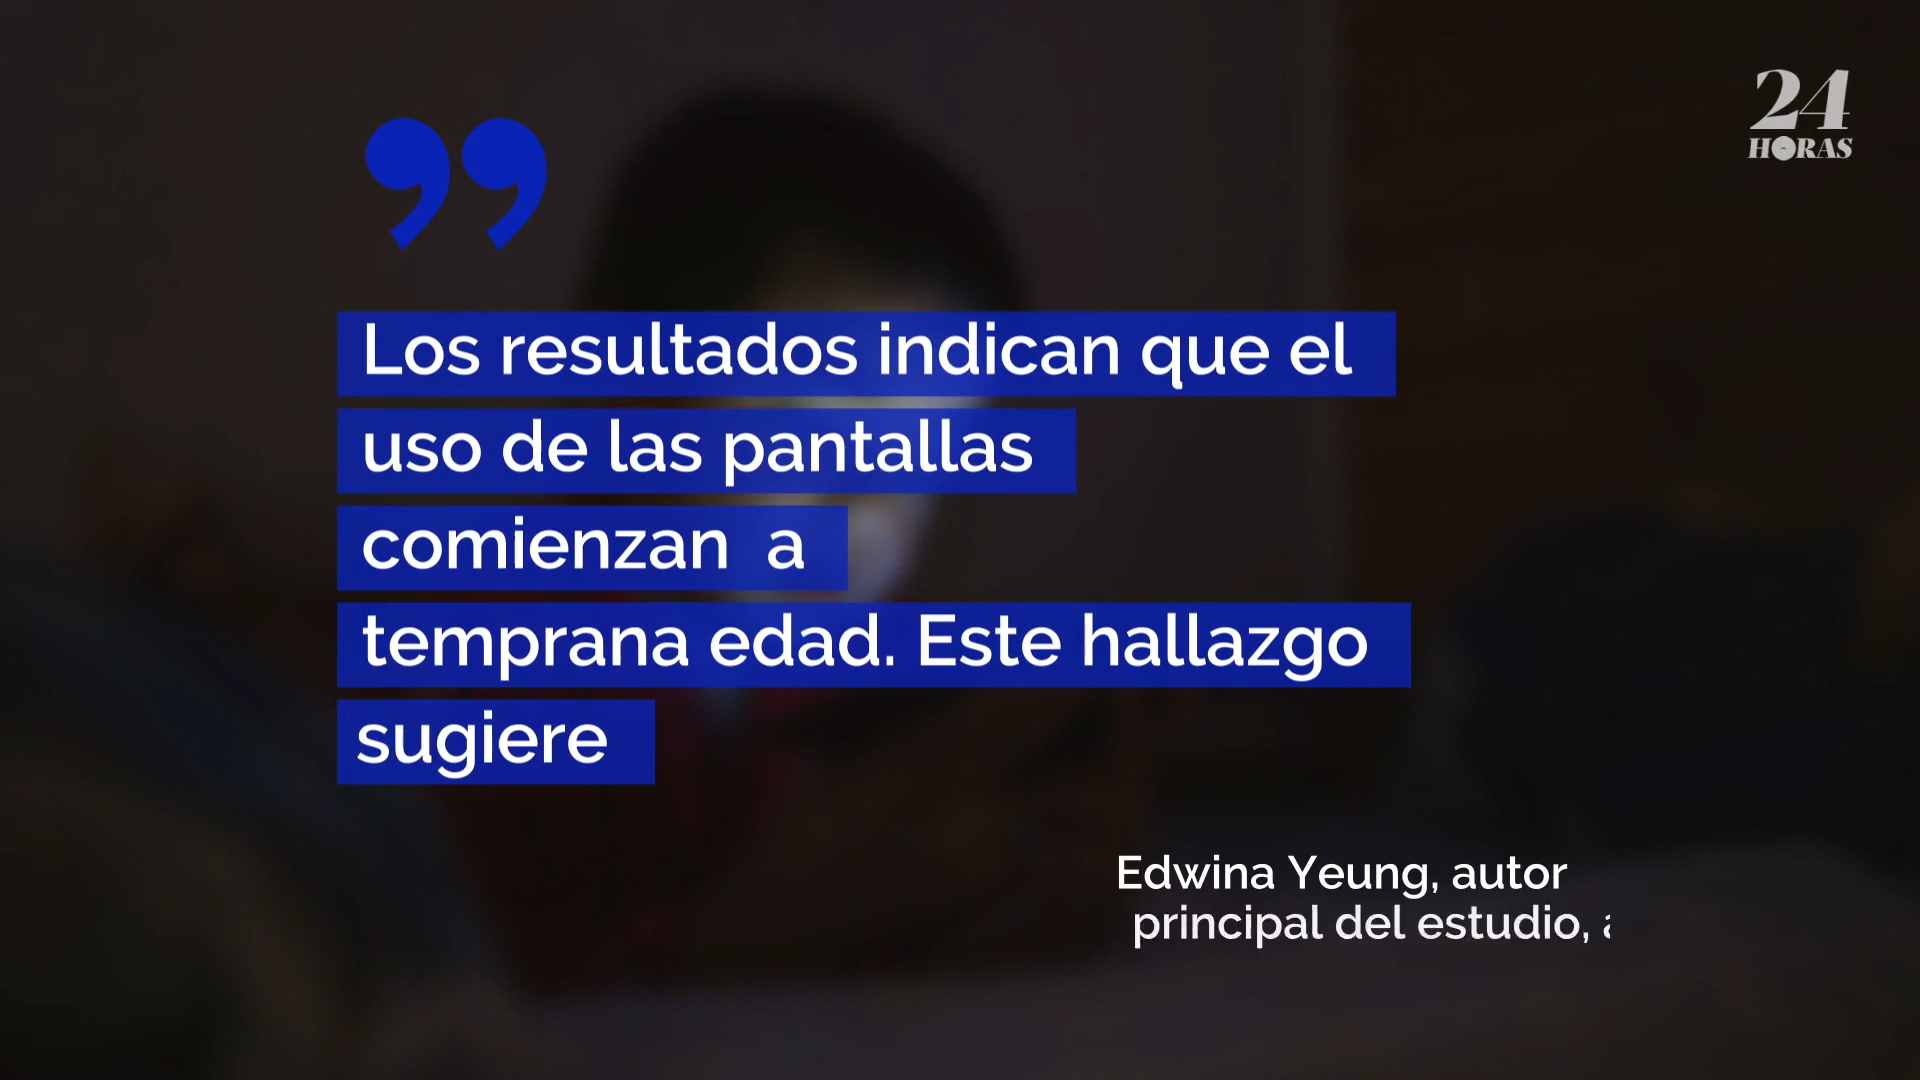 24
HORAS
”
Los resultados indican que el
uso de las pantallas
comienzan a
temprana edad. Este hallazgo
sugiere
Edwina Yeung, autor
principal del estudio,